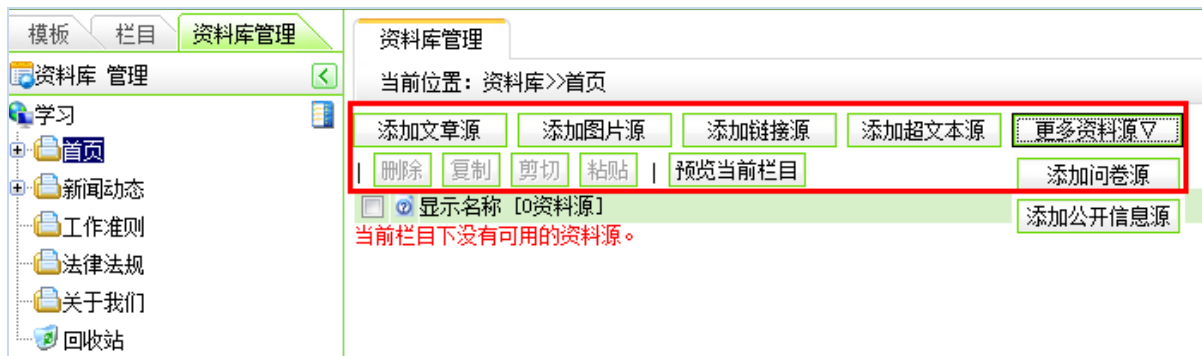 模板 栏目 资料库管理
资料库 管理
学习
首页
新闻动态
工作准则
法律法规
关于我们
回收站
资料库管理
当前位置：资料库>>首页
添加文章源 添加图片源 添加链接源 添加超文本源 更多资料源▽
| 删除 复制 剪切 粘贴 | 预览当前栏目 添加问卷源
显示名称 [0资料源] 添加公开信息源
当前栏目下没有可用的资料源。